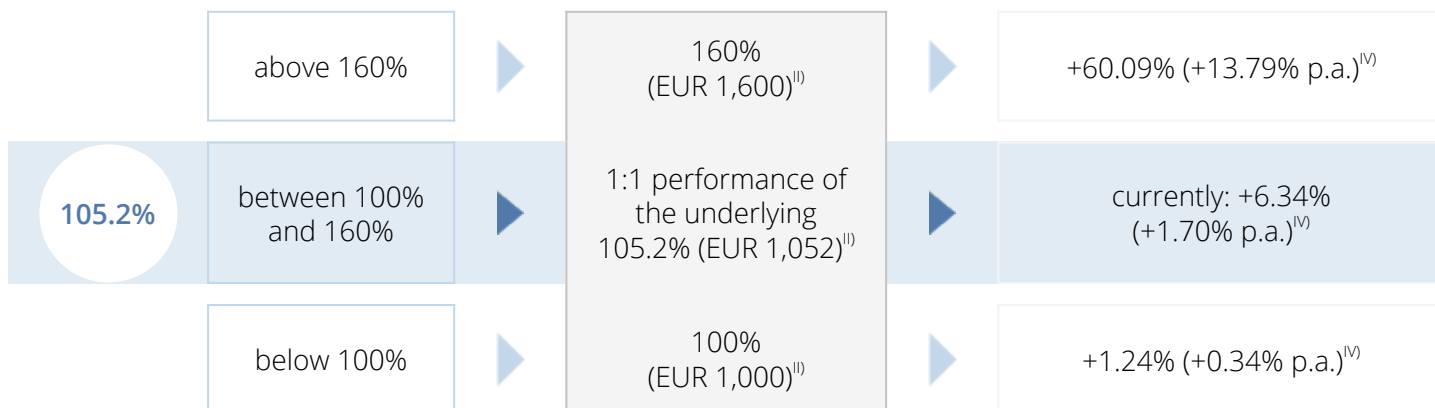 above 160%
160%
(EUR 1,600)II)
+60.09% (+13.79% p.a.)IV)
105.2%
between 100%
and 160%
1:1 performance of
the underlying
105.2% (EUR 1,052)II)
currently: +6.34%
(+1.70% p.a.)IV)
below 100%
100%
(EUR 1,000)II)
+1.24% (+0.34% p.a.)IV)